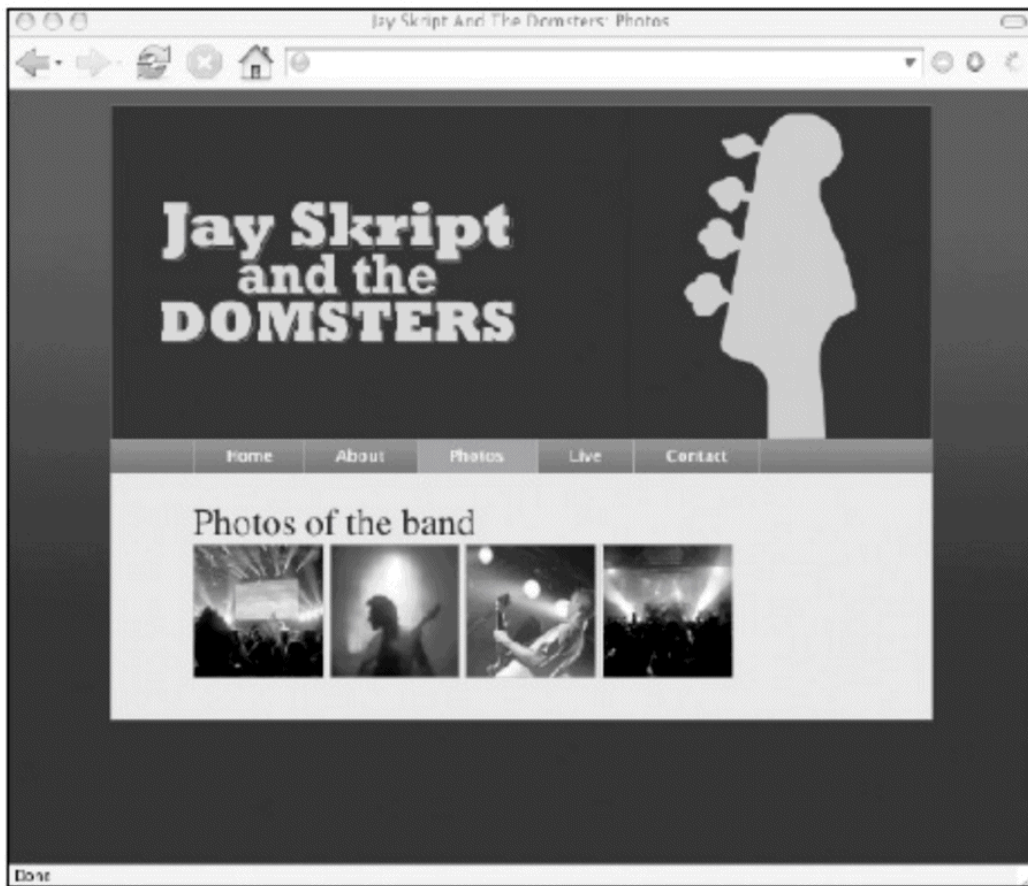 Jay Skript And The Domsters: Photos
Jay Skript
and the
DOMSTERS
Home About Photos Live Contact
Photos of the band
Done